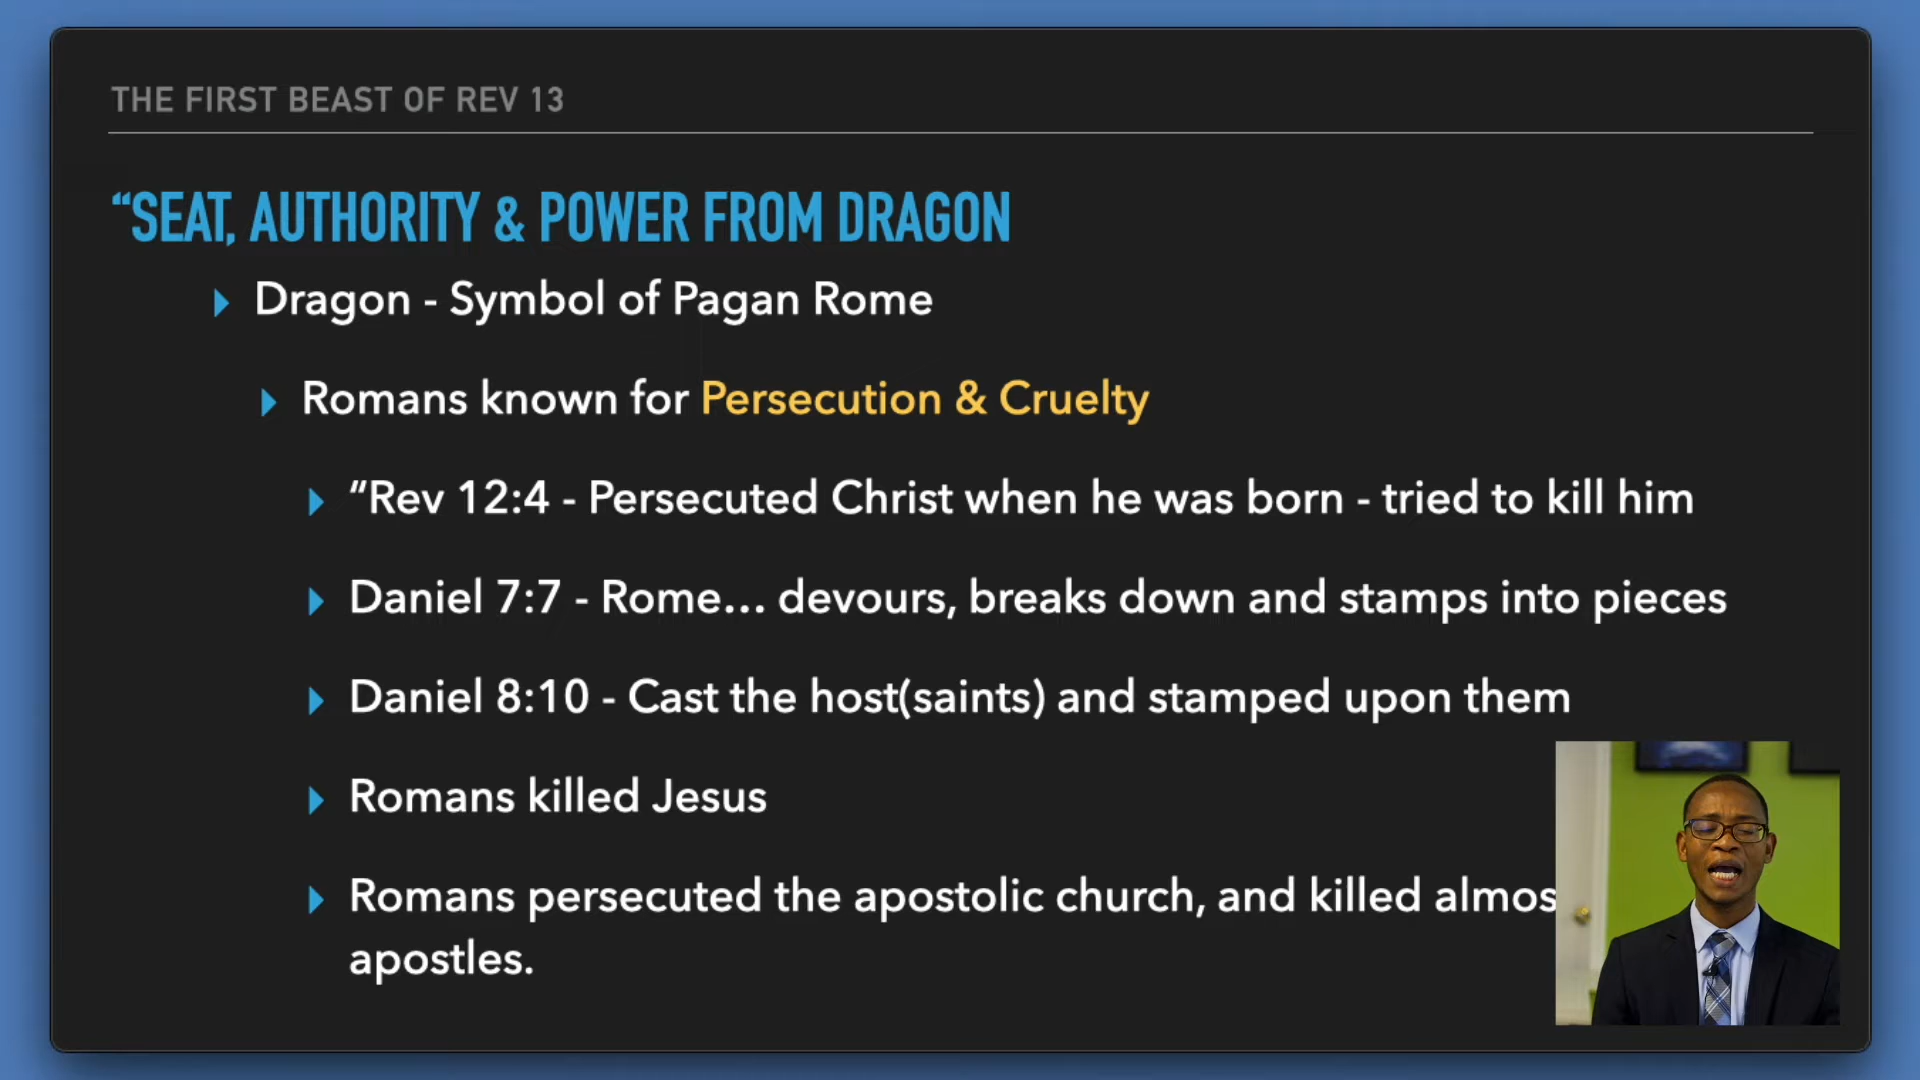 THE FIRST BEAST OF REV 13
“SEAT, AUTHORITY & POWER FROM DRAGON
Dragon - Symbol of Pagan Rome
Romans known for Persecution & Cruelty
“Rev 12:4 - Persecuted Christ when he was born - tried to kill him
Daniel 7:7 - Rome... devours, breaks down and stamps into pieces
Daniel 8:10 - Cast the host(saints) and stamped upon them
Romans killed Jesus
Romans persecuted the apostolic church, and killed almos
apostles.